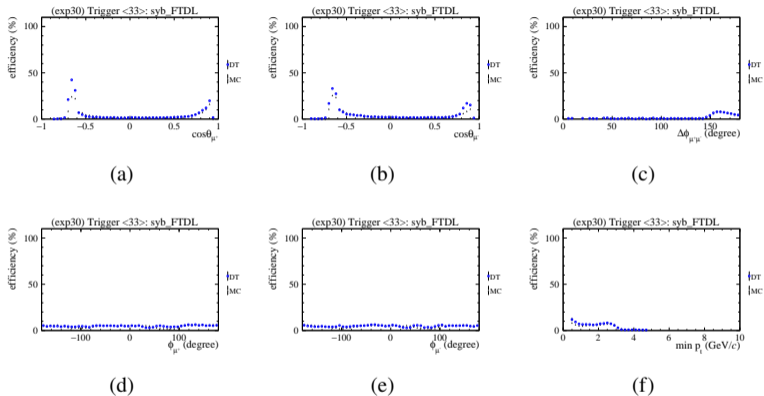 (exp30) Trigger <33>: syb_FTDL
efficiency (%)
100
50
0
−1 −0.5 0 0.5 1
cosθμ
DT
MC
(a)
(exp30) Trigger <33>: syb_FTDL
efficiency (%)
100
50
0
−1 −0.5 0 0.5 1
cosθμ
DT
MC
(b)
(exp30) Trigger <33>: syb_FTDL
efficiency (%)
100
50
0
0 50 100 150
Δφμμ (degree)
DT
MC
(c)
(exp30) Trigger <33>: syb_FTDL
efficiency (%)
100
50
0
−100 0 100
φμ (degree)
DT
MC
(d)
(exp30) Trigger <33>: syb_FTDL
efficiency (%)
100
50
0
−100 0 100
φμ (degree)
DT
MC
(e)
(exp30) Trigger <33>: syb_FTDL
efficiency (%)
100
50
0
0 2 4 6 8 10
min pt (GeV/c)
DT
MC
(f)